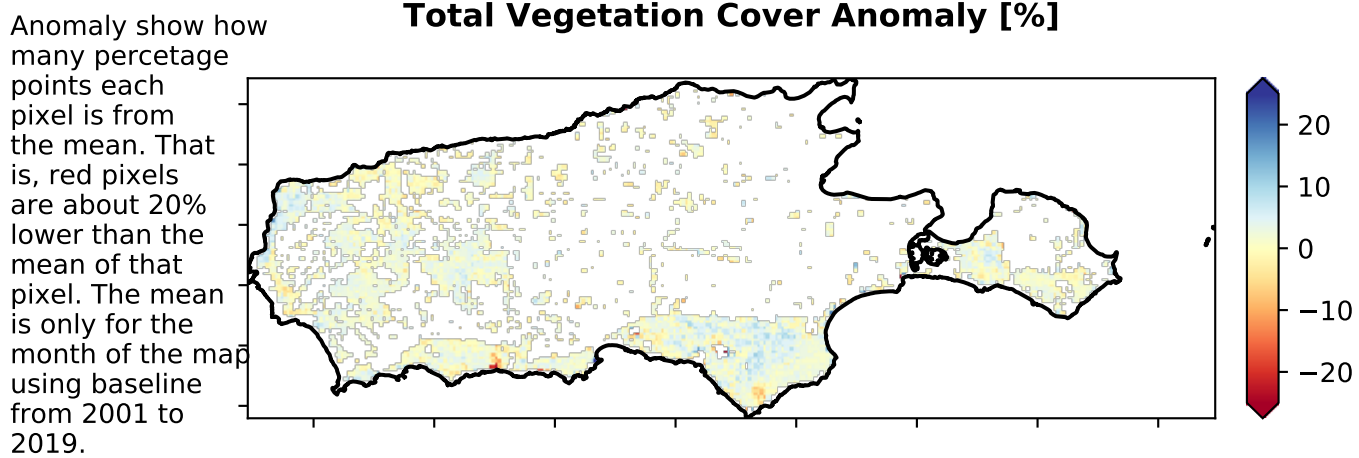 Total Vegetation Cover Anomaly [%]
Anomaly show how
many percetage
points each
pixel is from
the mean. That
is, red pixels
are about 20%
lower than the
mean of that
pixel. The mean
is only for the
month of the map
using baseline
from 2001 to
2019.
20
10
0
−10
−20